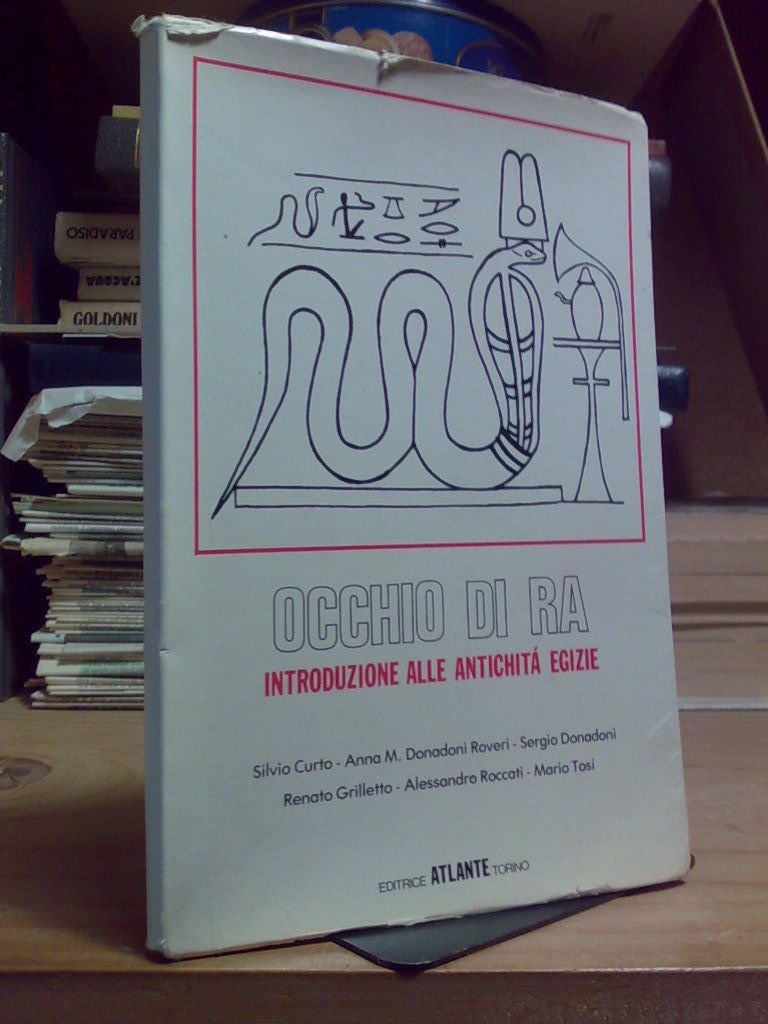 PARADISO
Z'ACQUA
GOLDONI
OCCHIO DI RA
INTRODUZIONE ALLE ANTICHITÁ EGIZIE
Silvio Curto - Anna M. Donadoni Roveri - Sergio Donadoni
Renato Grilletto - Alessandro Roccati - Mario Tosi
EDITRICE ATLANTE TORINO